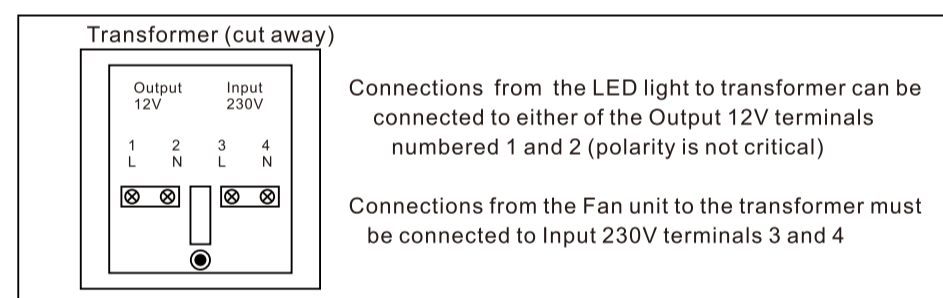 Transformer (cut away)
Output Input
12V 230V
1 2 3 4
L N L N
Connections from the LED light to transformer can be
connected to either of the Output 12V terminals
numbered 1 and 2 (polarity is not critical)
Connections from the Fan unit to the transformer must
be connected to Input 230V terminals 3 and 4